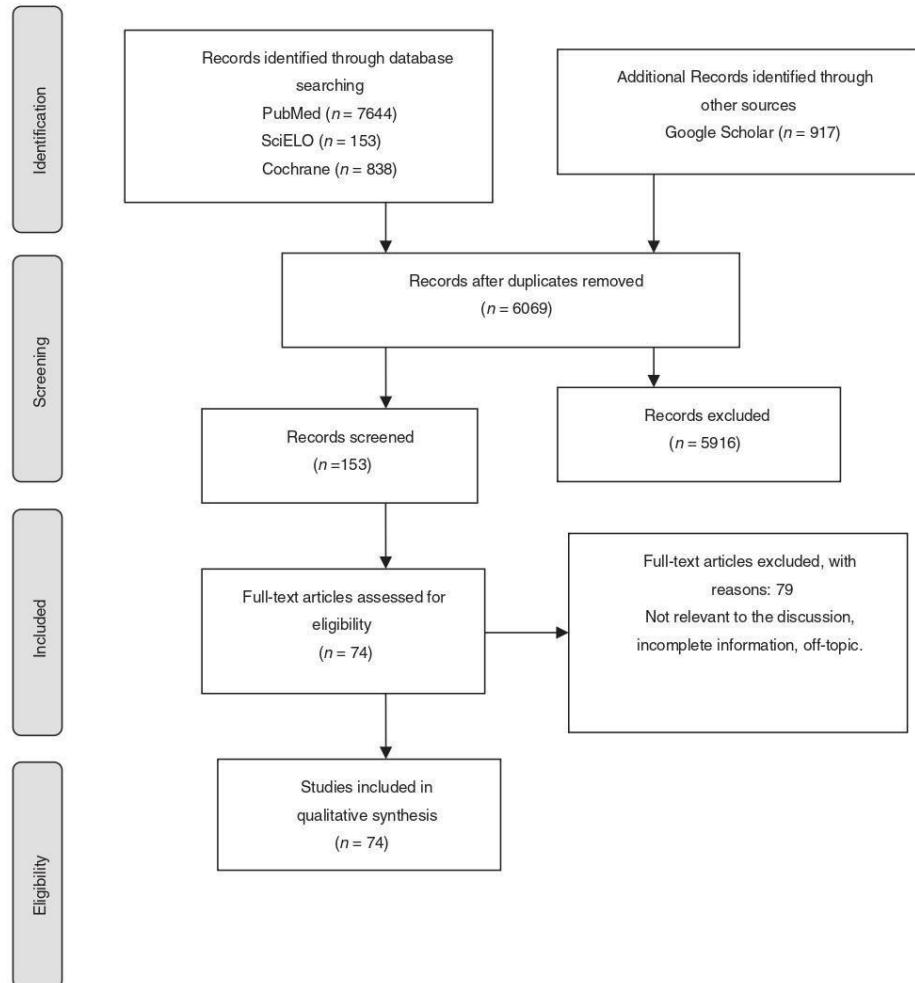 Identification
Records identified through database
searching
PubMed (n = 7644)
SciELO (n = 153)
Cochrane (n = 838)
Additional Records identified through
other sources
Google Scholar (n = 917)
Screening
Records after duplicates removed
(n = 6069)
Records screened
(n =153)
Records excluded
(n = 5916)
Included
Full-text articles assessed for
eligibility
(n = 74)
Full-text articles excluded, with
reasons: 79
Not relevant to the discussion,
incomplete information, off-topic.
Eligibility
Studies included in
qualitative synthesis
(n = 74)